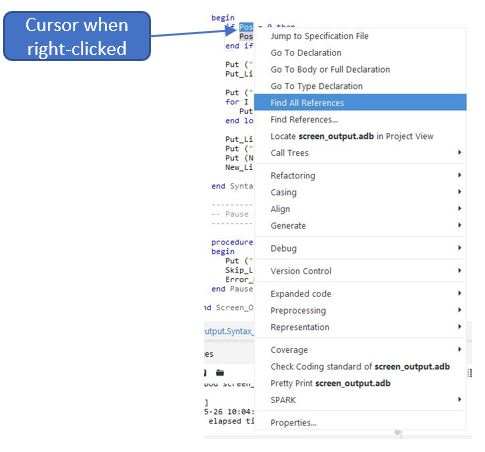 Cursor when
right-clicked
begin
if Pos = 0 then
Pos
end if
Put ("
Put_Li
Put ("
for I
Put
end lo
Put_Li
Put ("
Put (N
New_Li
end Synta
-- Pause
procedure
begin
Put ("
Skip_L
Error_
end Pause
nd Screen_O
Jump to Specification File
Go To Declaration
Go To Body or Full Declaration
Go To Type Declaration
Find All References
Find References...
Locate screen_output.adb in Project View
Call Trees
Refactoring
Casing
Align
Generate
Debug
Version Control
Expanded code
Preprocessing
Representation
Coverage
Check Coding standard of screen_output.adb
Pretty Print screen_output.adb
SPARK
Properties...
utput.Syntax_
es
]
5-26 10:04:
elapsed ti